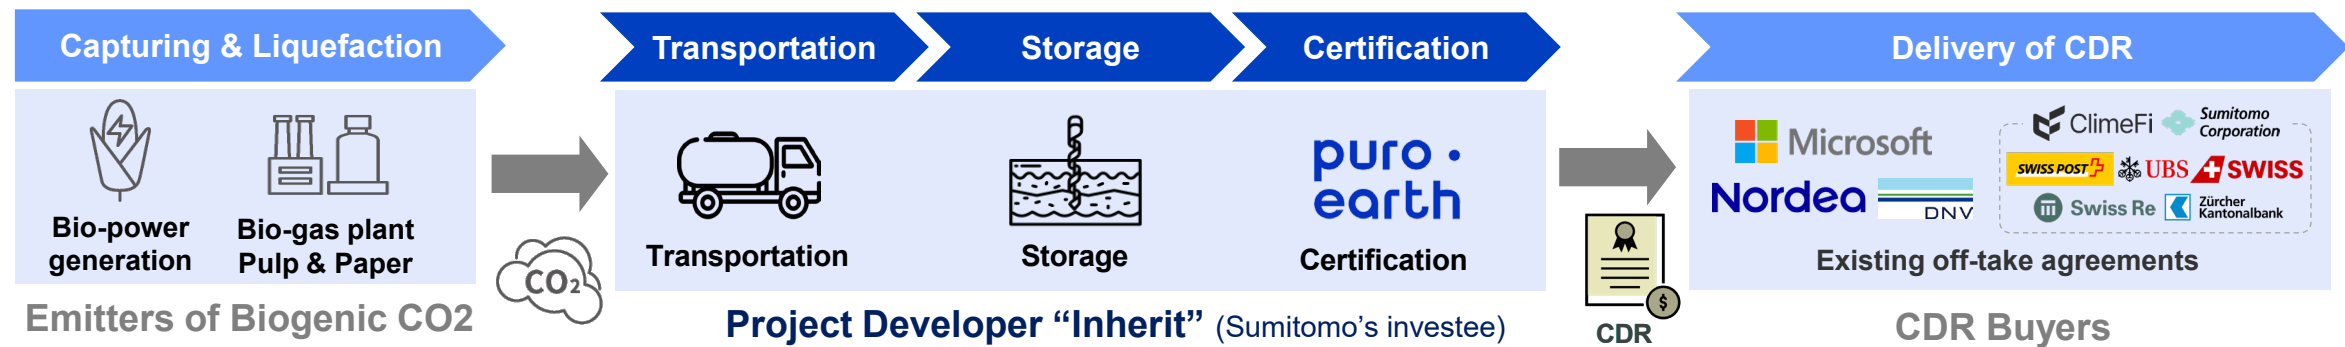 Capturing & Liquefaction
Transportation
Storage
Certification
Delivery of CDR
Bio-power
generation
Bio-gas plant
Pulp & Paper
CO2
Transportation
Storage
puro·
earth
Certification
CDR
$
Microsoft
Nordea
DNV
ClimeFi
Sumitomo
Corporation
SWISS POST
UBS
SWISS
Swiss Re
Zürcher
Kantonalbank
Existing off-take agreements
Emitters of Biogenic CO2
Project Developer “Inherit” (Sumitomo’s investee)
CDR Buyers